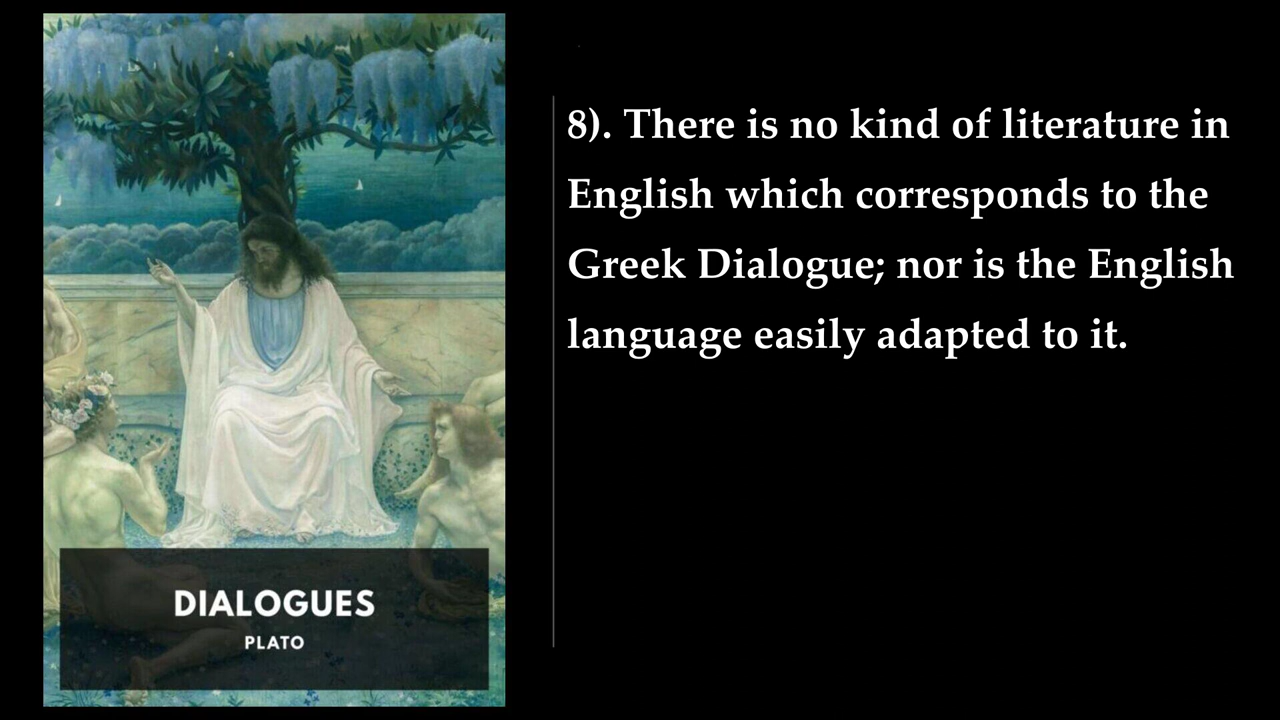 DIALOGUES
PLATO
8). There is no kind of literature in
English which corresponds to the
Greek Dialogue; nor is the English
language easily adapted to it.